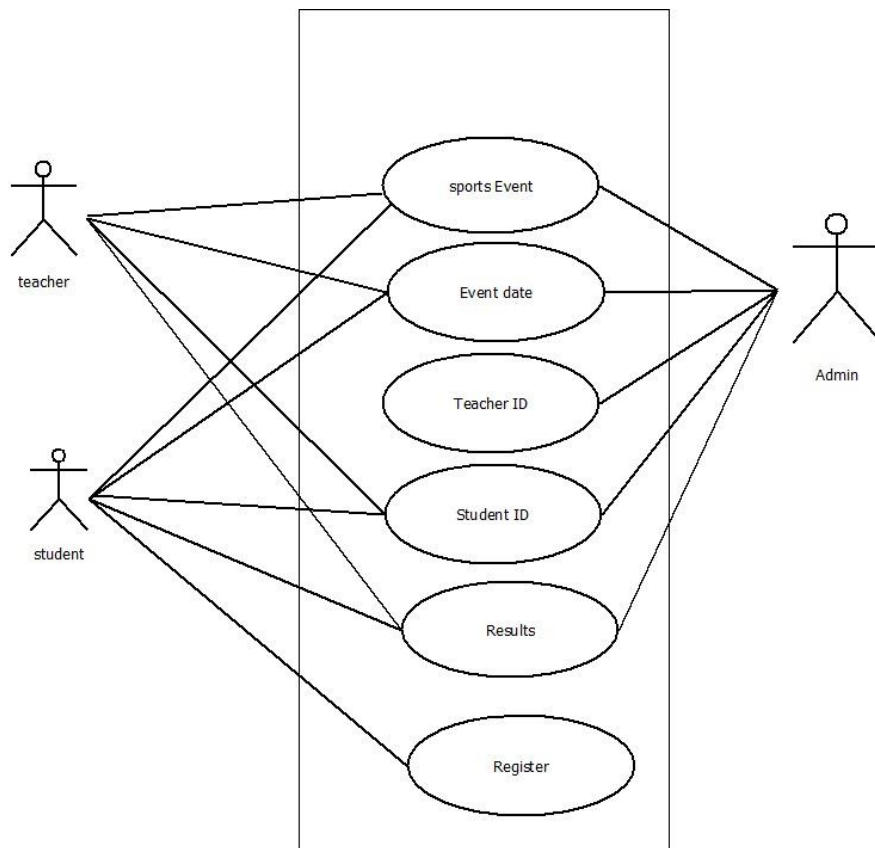 sports Event
teacher
Event date
Admin
Teacher ID
Student ID
student
Results
Register